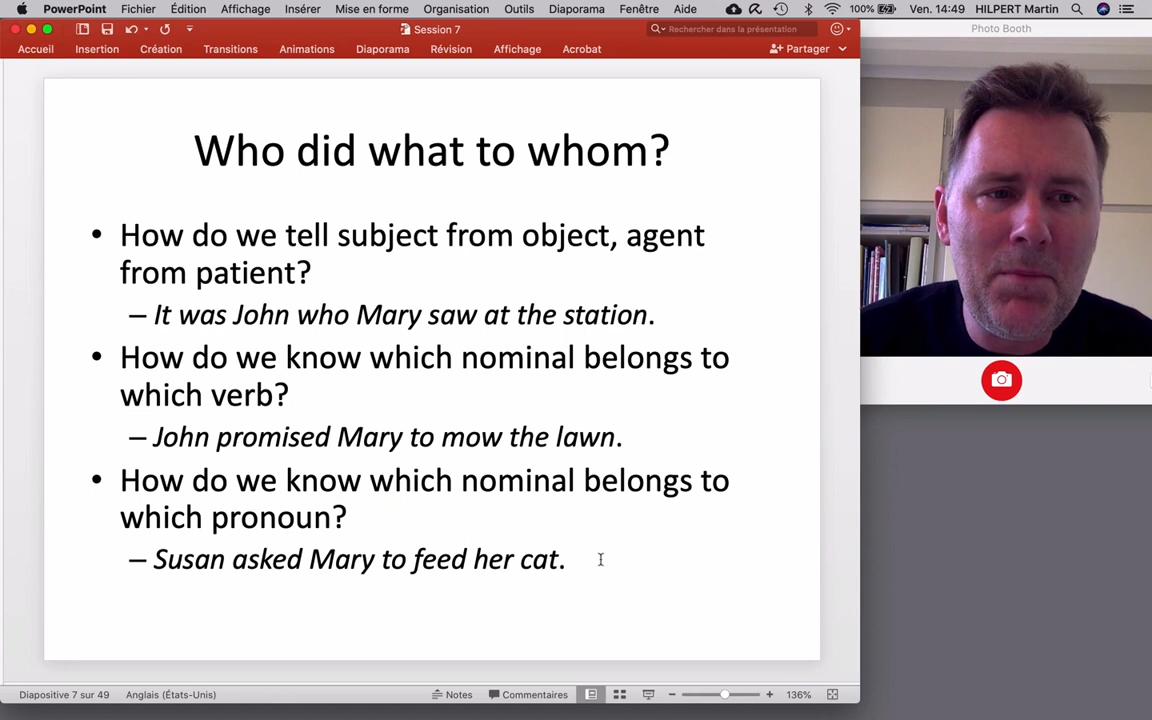 PowerPoint Fichier Édition Affichage Insérer Mise en forme Organisation Outils Diaporama Fenêtre Aide 100% Ven. 14:49 HILPERT Martin
Session 7
Rechercher dans la présentation
Photo Booth
Accueil Insertion Création Transitions Animations Diaporama Révision Affichage Acrobat Partager
Who did what to whom?
• How do we tell subject from object, agent
from patient?
– It was John who Mary saw at the station.
• How do we know which nominal belongs to
which verb?
– John promised Mary to mow the lawn.
• How do we know which nominal belongs to
which pronoun?
– Susan asked Mary to feed her cat.
Diapositive 7 sur 49 Anglais (États-Unis) Notes Commentaires 136%